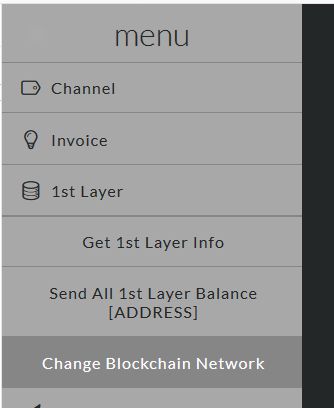 menu
Channel
Invoice
1st Layer
Get 1st Layer Info
Send All 1st Layer Balance
[ADDRESS]
Change Blockchain Network